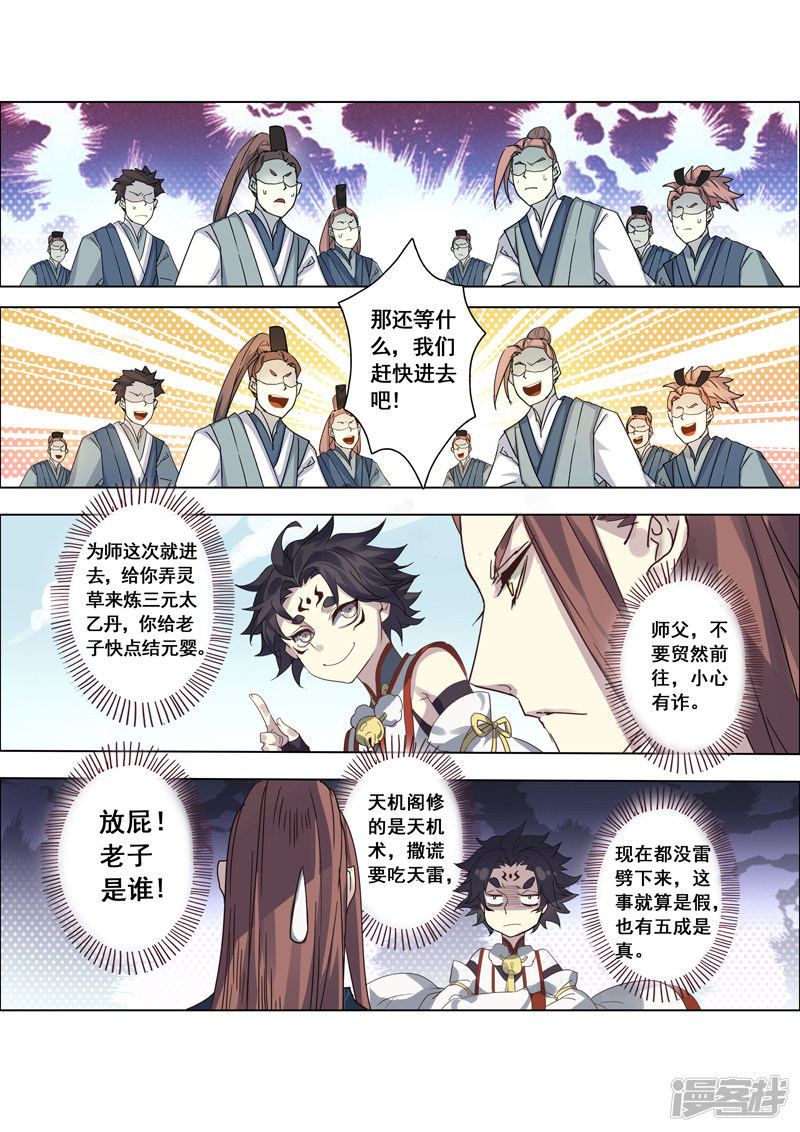 那还等什
么，我们
赶快进去
吧！
为师这次就进
去，给你弄灵
草来炼三元太
乙丹，你给老
子快点结元婴。
师父，不
要贸然前
往，小心
有诈。
放屁！
老子
是谁！
天机阁修
的是天机
术，撒谎
要吃天雷，
现在都没雷
劈下来，这
事就算是假，
也有五成是
真。
漫客栈